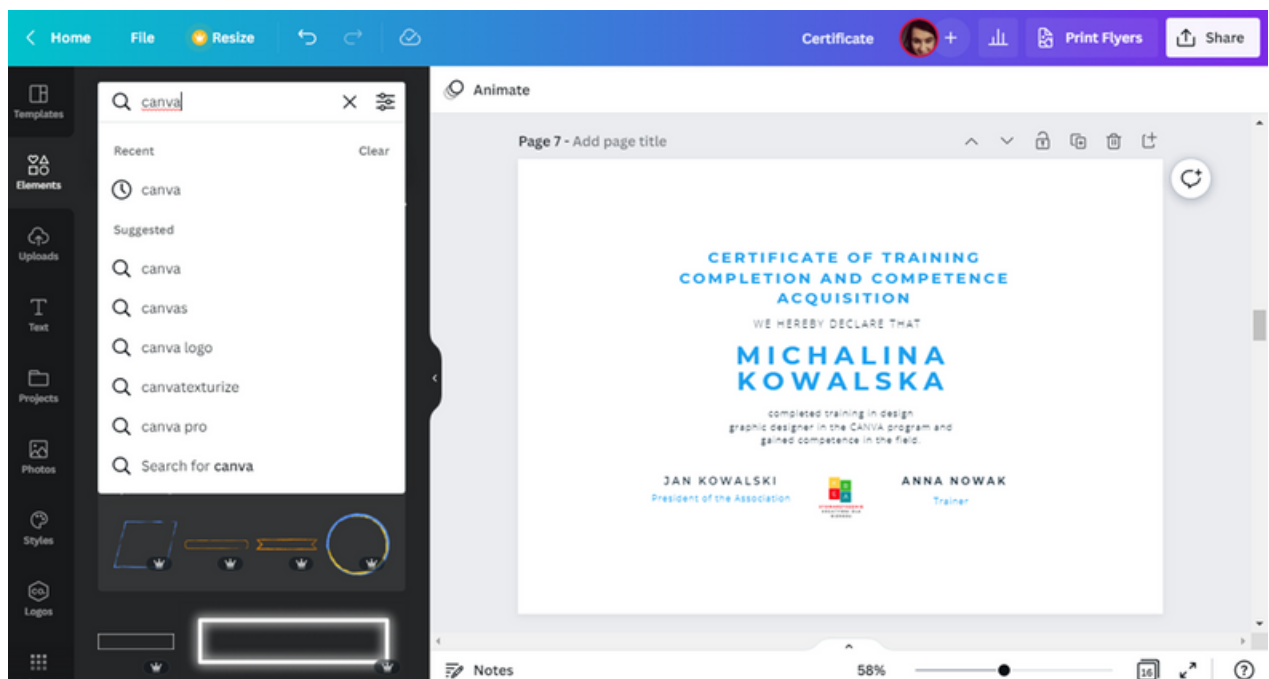 Home File Resize Certificate + Print Flyers Share
Templates
Elements
Uploads
Text
Projects
Photos
Styles
CO.
Logos
canva
Recent Clear
canva
Suggested
canva
canvas
canva logo
canvatexturize
canva pro
Search for canva
Animate
Page 7 - Add page title
CERTIFICATE OF TRAINING
COMPLETION AND COMPETENCE
ACQUISITION
WE HEREBY DECLARE THAT
MICHALINA
KOWALSKA
completed training in design
graphic designer in the CANVA program and
gained competence in the field.
JAN KOWALSKI
President of the Association
ANNA NOWAK
Trainer
Notes 58% 16 ?